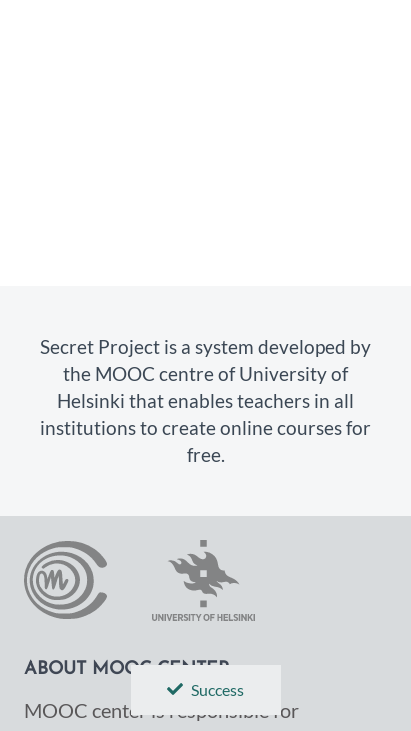 Secret Project is a system developed by
the MOOC centre of University of
Helsinki that enables teachers in all
institutions to create online courses for
free.
UNIVERSITY OF HELSINKI
ABOUT MOOC CENTER
Success
MOOC center is responsible for